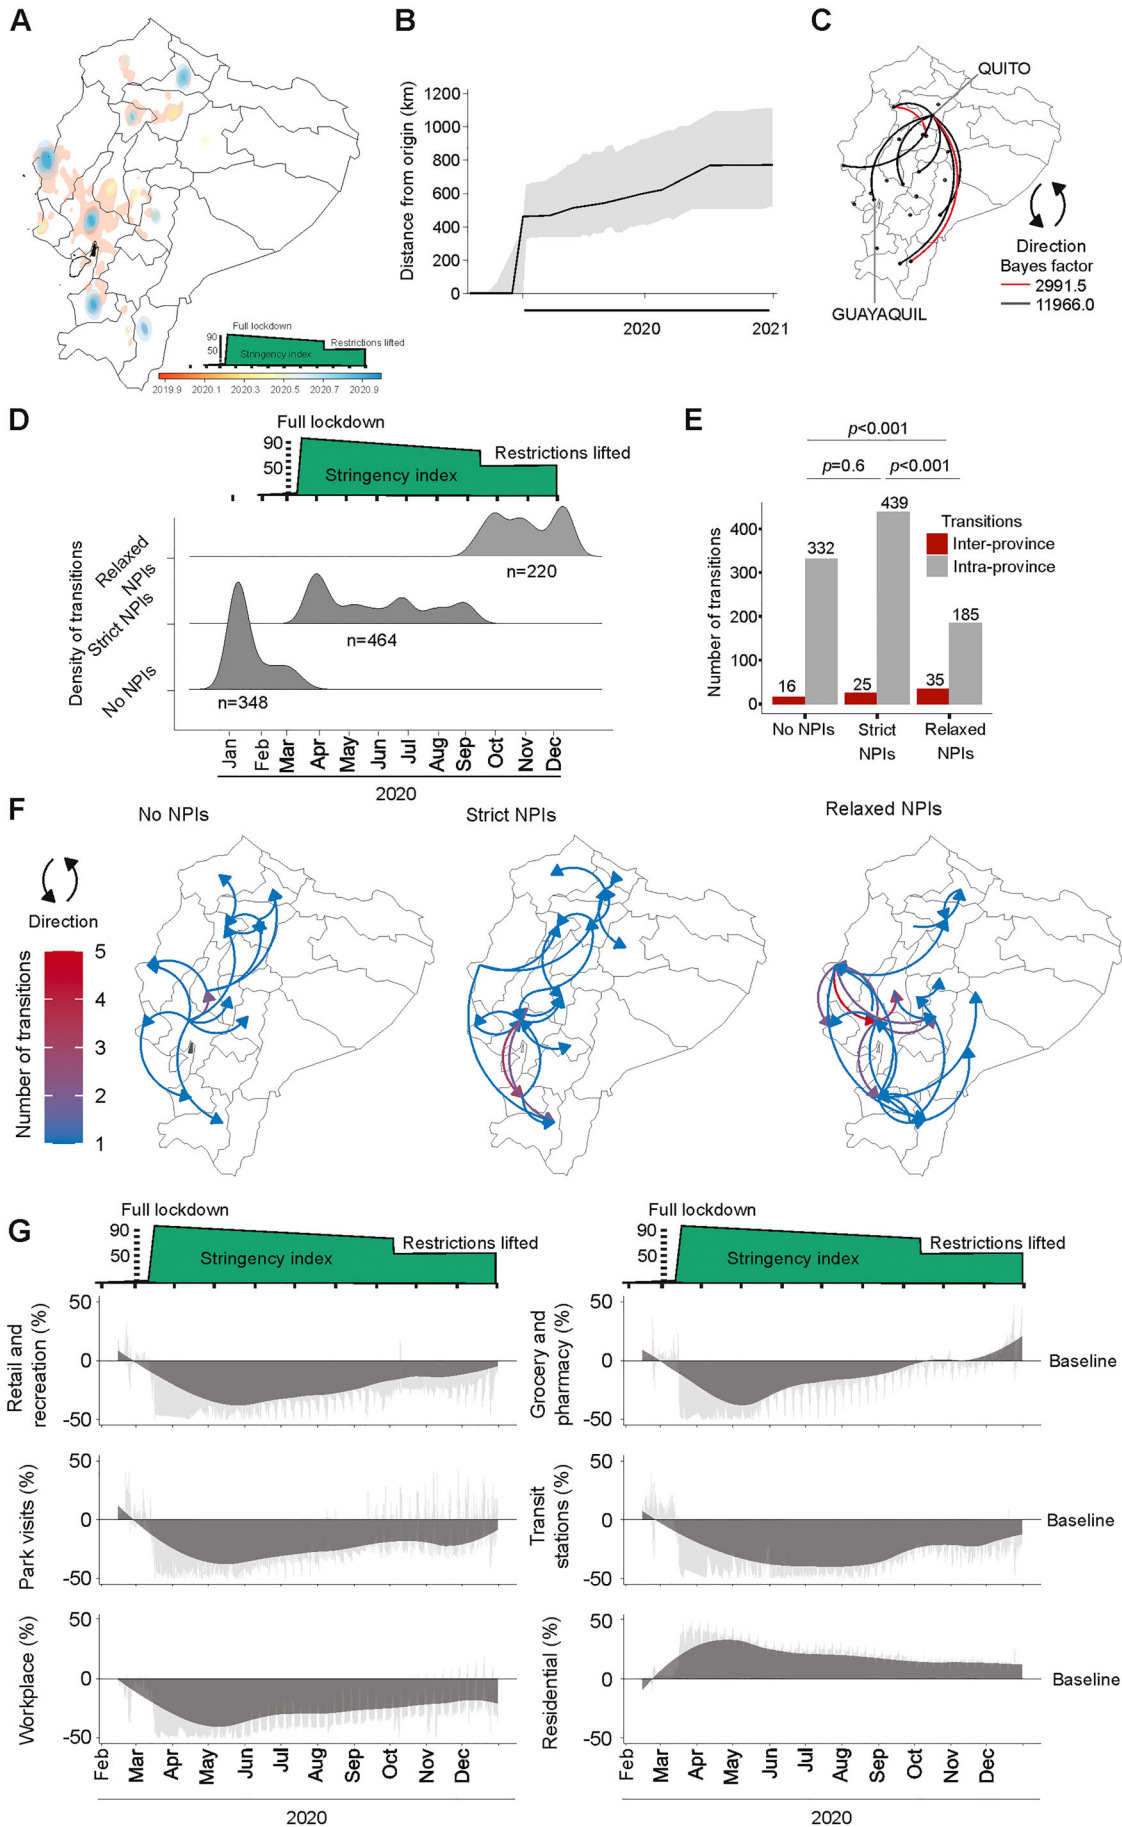 A
Full lockdown
90
50
Restrictions lifted
Stringency index
2019.9 2020.1 2020.3 2020.5 2020.7 2020.9
B
Distance from origin (km)
1200
1000
800
600
400
200
0
2020 2021
C
QUITO
GUAYAQUIL
Direction
Bayes factor
2991.5
11966.0
D
Full lockdown
90
50
Restrictions lifted
Stringency index
Density of transitions
Relaxed
NPIs
n=220
Strict NPIs
n=464
No NPIs
n=348
Jan Feb Mar Apr May Jun Jul Aug Sep Oct Nov Dec
2020
E
p<0.001
p=0.6 p<0.001
Number of transitions
400
300
200
100
0
16 332
25 439
35 185
Transitions
Inter-province
Intra-province
No NPIs Strict Relaxed
NPIs NPIs
F
No NPIs Strict NPIs Relaxed NPIs
Direction
Number of transitions
5
4
3
2
1
G
Full lockdown
90
50
Restrictions lifted
Stringency index
Full lockdown
90
50
Restrictions lifted
Stringency index
Retail and
recreation (%)
50
0
-50
Grocery and
pharmacy (%)
50
0
-50
Baseline
Park visits (%)
50
0
-50
Transit
stations (%)
50
0
-50
Baseline
Workplace (%)
50
0
-50
Residential (%)
50
0
-50
Baseline
Feb Mar Apr May Jun Jul Aug Sep Oct Nov Dec
2020
Feb Mar Apr May Jun Jul Aug Sep Oct Nov Dec
2020